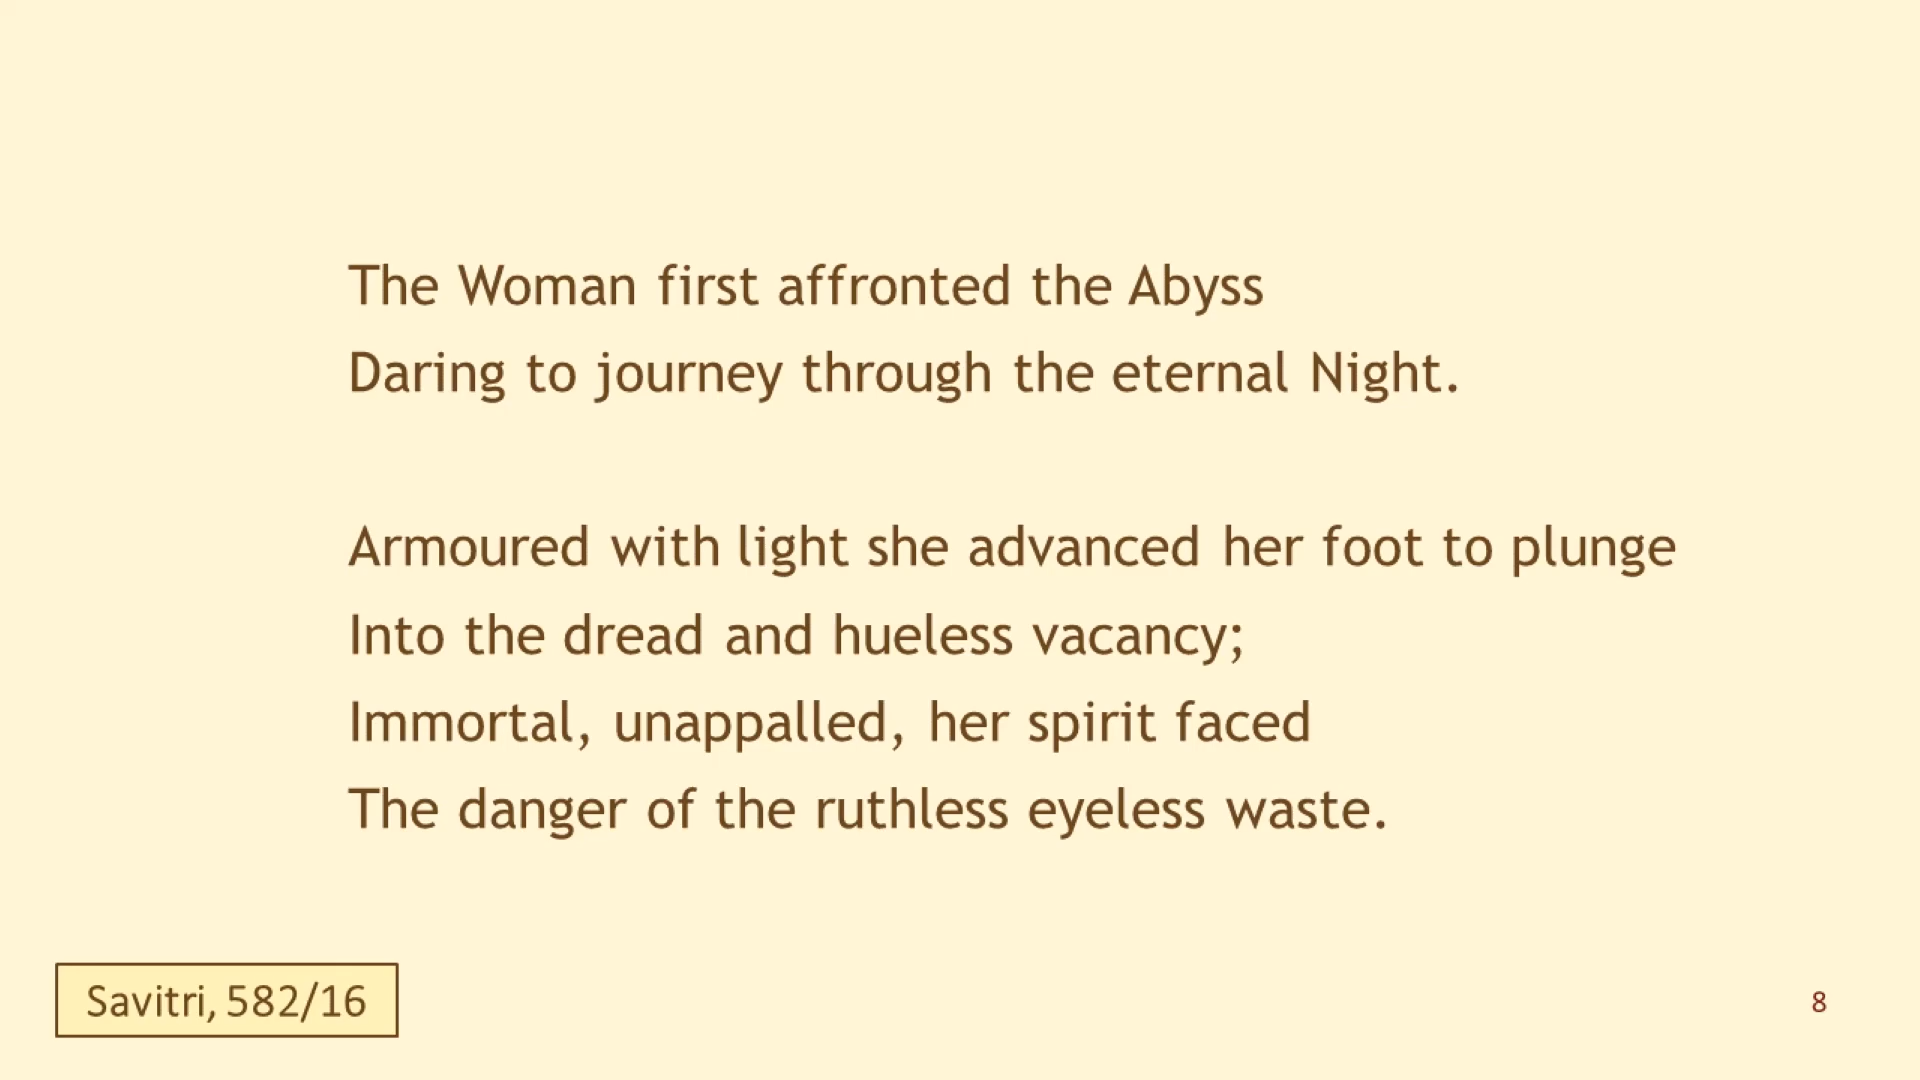 The Woman first affronted the Abyss
Daring to journey through the eternal Night.
Armoured with light she advanced her foot to plunge
Into the dread and hueless vacancy;
Immortal, unappalled, her spirit faced
The danger of the ruthless eyeless waste.
Savitri, 582/16
8